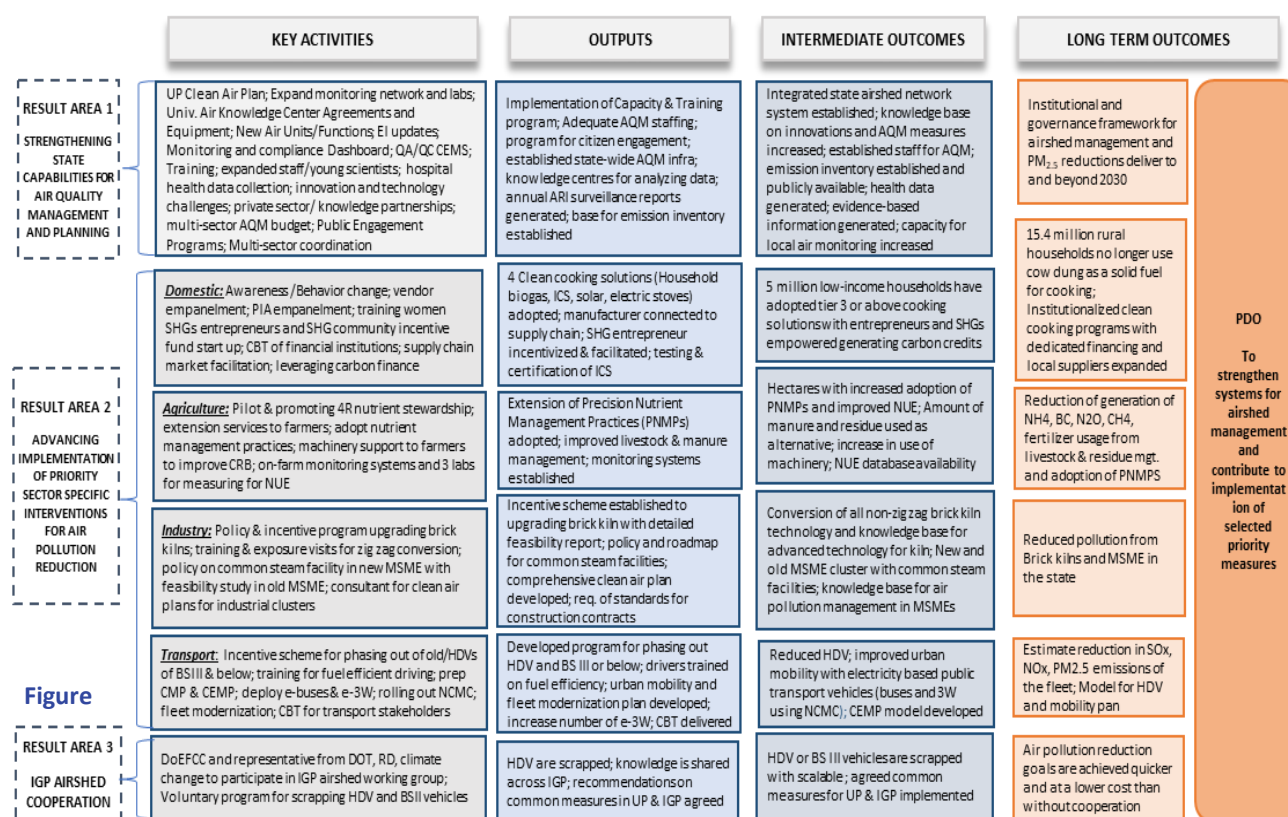 KEY ACTIVITIES
OUTPUTS
INTERMEDIATE OUTCOMES
LONG TERM OUTCOMES
RESULT AREA 1
STRENGTHENING
STATE
CAPABILITIES FOR
AIR QUALITY
MANAGEMENT
AND PLANNING
UP Clean Air Plan; Expand monitoring network and labs;
Univ. Air Knowledge Center Agreements and
Equipment; New Air Units/Functions; EI updates;
Monitoring and compliance Dashboard; QA/QC CEMS;
Training; expanded staff/young scientists; hospital
health data collection; innovation and technology
challenges; private sector/ knowledge partnerships;
multi-sector AQM budget; Public Engagement
Programs; Multi-sector coordination
Implementation of Capacity & Training
program; Adequate AQM staffing;
program for citizen engagement;
established state-wide AQM infra;
knowledge centres for analyzing data;
annual ARI surveillance reports
generated; base for emission inventory
established
Integrated state airshed network
system established; knowledge base
on innovations and AQM measures
increased; established staff for AQM;
emission inventory established and
publicly available; health data
generated; evidence-based
information generated; capacity for
local air monitoring increased
Institutional and
governance framework for
airshed management and
PM2.5 reductions deliver to
and beyond 2030
RESULT AREA 2
ADVANCING
IMPLEMENTATION
OF PRIORITY
SECTOR SPECIFIC
INTERVENTIONS
FOR AIR
POLLUTION
REDUCTION
Domestic: Awareness /Behavior change; vendor
empanelment; PIA empanelment; training women
SHGs entrepreneurs and SHG community incentive
fund start up; CBT of financial institutions; supply chain
market facilitation; leveraging carbon finance
4 Clean cooking solutions (Household
biogas, ICS, solar, electric stoves)
adopted; manufacturer connected to
supply chain; SHG entrepreneur
incentivized & facilitated; testing &
certification of ICS
5 million low-income households have
adopted tier 3 or above cooking
solutions with entrepreneurs and SHGs
empowered generating carbon credits
15.4 million rural
households no longer use
cow dung as a solid fuel
for cooking;
Institutionalized clean
cooking programs with
dedicated financing and
local suppliers expanded
Agriculture: Pilot & promoting 4R nutrient stewardship;
extension services to farmers; adopt nutrient
management practices; machinery support to farmers
to improve CRB; on-farm monitoring systems and 3 labs
for measuring for NUE
Extension of Precision Nutrient
Management Practices (PNMPs)
adopted; improved livestock & manure
management; monitoring systems
established
Hectares with increased adoption of
PNMPs and improved NUE; Amount of
manure and residue used as
alternative; increase in use of
machinery; NUE database availability
Reduction of generation of
NH4, BC, N2O, CH4,
fertilizer usage from
livestock & residue mgt.
and adoption of PNMPS
Industry: Policy & incentive program upgrading brick
kilns; training & exposure visits for zig zag conversion;
policy on common steam facility in new MSME with
feasibility study in old MSME; consultant for clean air
plans for industrial clusters
Incentive scheme established to
upgrading brick kiln with detailed
feasibility report; policy and roadmap
for common steam facilities;
comprehensive clean air plan
developed; req. of standards for
construction contracts
Conversion of all non-zig zag brick kiln
technology and knowledge base for
advanced technology for kiln; New and
old MSME cluster with common steam
facilities; knowledge base for air
pollution management in MSMEs
Reduced pollution from
Brick kilns and MSME in
the state
Transport: Incentive scheme for phasing out of old/HDVs
of BSIII & below; training for fuel efficient driving; prep
CMP & CEMP; deploy e-buses & e-3W; rolling out NCMC;
fleet modernization; CBT for transport stakeholders
Developed program for phasing out
HDV and BS III or below; drivers trained
on fuel efficiency; urban mobility and
fleet modernization plan developed;
increase number of e-3W; CBT delivered
Reduced HDV; improved urban
mobility with electricity based public
transport vehicles (buses and 3W
using NCMC); CEMP model developed
Estimate reduction in SOx,
NOx, PM2.5 emissions of
the fleet; Model for HDV
and mobility pan
Figure
RESULT AREA 3
IGP AIRSHED
COOPERATION
DoEFCC and representative from DOT, RD, climate
change to participate in IGP airshed working group;
Voluntary program for scrapping HDV and BSII vehicles
HDV are scrapped; knowledge is shared
across IGP; recommendations on
common measures in UP & IGP agreed
HDV or BS III vehicles are scrapped
with scalable; agreed common
measures for UP & IGP implemented
Air pollution reduction
goals are achieved quicker
and at a lower cost than
without cooperation
PDO
To
strengthen
systems for
airshed
management
and
contribute to
implementat
ion of
selected
priority
measures